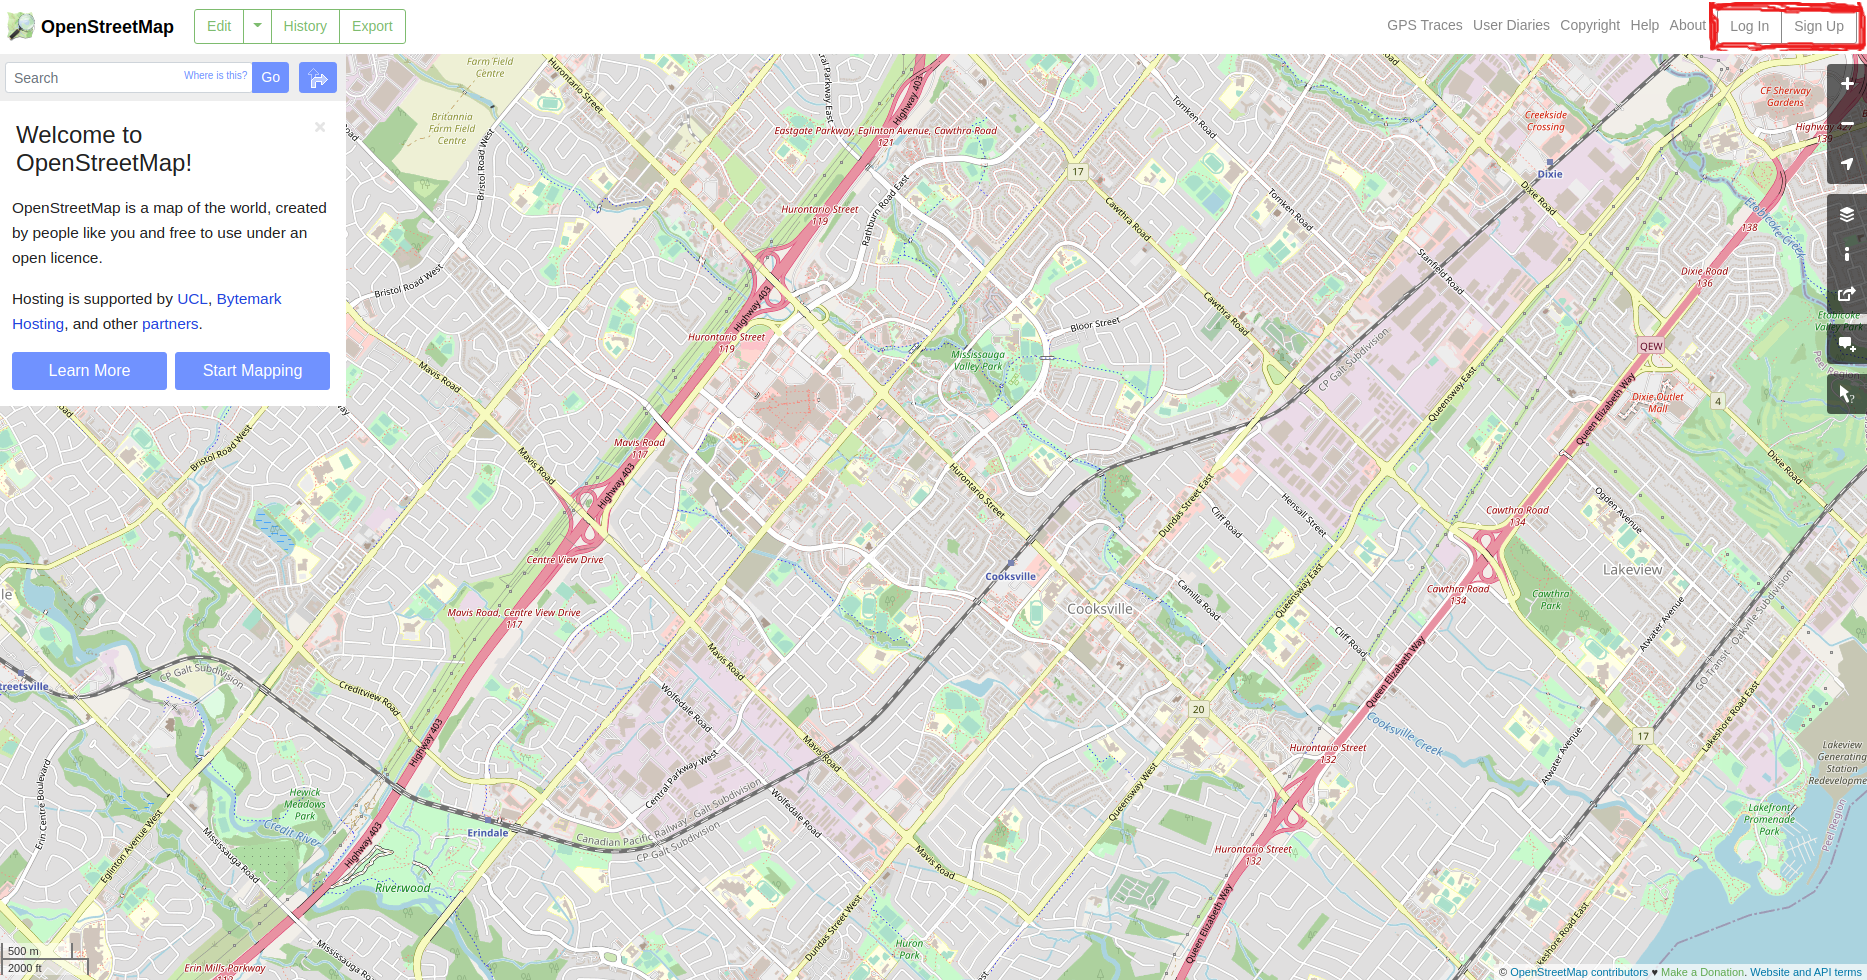 OpenStreetMap
Edit
History
Export
GPS Traces
User Diaries
Copyright
Help
About
Log In
Sign Up
Search
Where is this?
Go
Welcome to
OpenStreetMap!
OpenStreetMap is a map of the world, created
by people like you and free to use under an
open licence.
Hosting is supported by UCL, Bytemark
Hosting, and other partners.
Learn More
Start Mapping
Farm Field
Centre
Britannia
Farm Field
Centre
Hurontario Street
Bristol Road West
Bristol Road West
Highway 403
Eastgate Parkway, Eglinton Avenue, Cawthra Road
121
17
Tomken Road
Creekside
Crossing
CF Sherway
Gardens
Highway 427
139
Dixie
Dixie Road
Hurontario Street
119
Rathburn Road East
Cawthra Road
Tomken Road
Etobicoke Creek
138
Stanfield Road
Dixie Road
136
Highway 403
Hurontario Street
119
Bloor Street
Cawthra Road
Etobicoke
Valley Park
CP Galt Subdivision
QEW
Mississauga
Valley Park
Mavis Road
Queensway East
Queen Elizabeth Way
Dixie Outlet
Mall
4
Bristol Road West
Mavis Road
117
Mavis Road
Highway 403
Hurontario Street
Dundas Street East
Cliff Road
Hensall Street
Dixie Road
Ogden Avenue
Cawthra Road
134
Centre View Drive
Cooksville
Cooksville
Camilla Road
Queensway East
Lakeview
Cawthra Road
134
Cawthra
Park
Atwater Avenue
Mavis Road, Centre View Drive
117
Cliff Road
GO Transit - Oakville Subdivision
treetsville
CP Galt Subdivision
Creditview Road
Mavis Road
Wolfedale Road
Queen Elizabeth Way
20
Cooksville Creek
17
Lakeshore Road East
Highway 403
Mavis Road
Hurontario Street
132
Atwater Avenue
Lakeview
Generating
Station
Redevelopme
Erin Centre Boulevard
Hewick
Meadows
Park
Credit River
Central Parkway West
Wolfedale Road
Queensway West
Lakefront
Promenade
Park
Peel Region
Eglinton Avenue West
Mississauga Road
Highway 403
Erindale
Canadian Pacific Railway - Galt Subdivision
CP Galt Subdivision
Mavis Road
Hurontario Street
132
Riverwood
Dundas Street West
Huron
Park
Queen Elizabeth Way
keshore Road East
500 m
2000 ft
Erin Mills Parkway
Mississauga Road
© OpenStreetMap contributors ♥ Make a Donation. Website and API terms